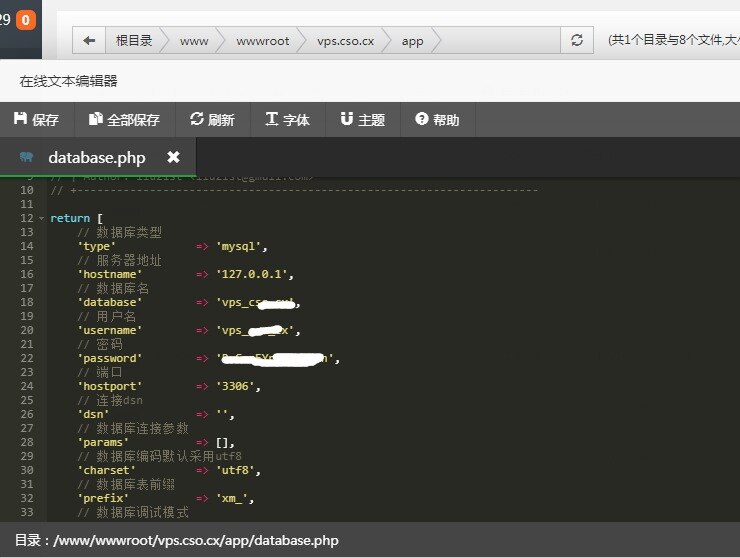 29 0
根目录 www wwwroot vps.cso.cx app (共1个目录与8个文件,大小
在线文本编辑器
保存 全部保存 刷新 字体 主题 帮助
database.php
10 // +----------------------------------------------------------------------
11
12 return [
13 // 数据库类型
14 'type' => 'mysql',
15 // 服务器地址
16 'hostname' => '127.0.0.1',
17 // 数据库名
18 'database' => 'vps_
19 // 用户名
20 'username' => 'vps_
21 // 密码
22 'password' => '
23 // 端口
24 'hostport' => '3306',
25 // 连接dsn
26 'dsn' => '',
27 // 数据库连接参数
28 'params' => [],
29 // 数据库编码默认采用utf8
30 'charset' => 'utf8',
31 // 数据库表前缀
32 'prefix' => 'xm_',
33 // 数据库调试模式
目录：/www/wwwroot/vps.cso.cx/app/database.php